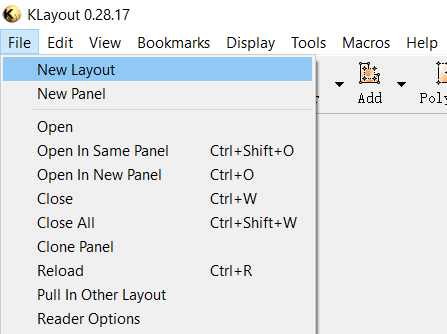 KLayout 0.28.17
File Edit View Bookmarks Display Tools Macros Help
New Layout
New Panel
Add
Open
Open In Same Panel Ctrl+Shift+O
Open In New Panel Ctrl+O
Close Ctrl+W
Close All Ctrl+Shift+W
Clone Panel
Reload Ctrl+R
Pull In Other Layout
Reader Options